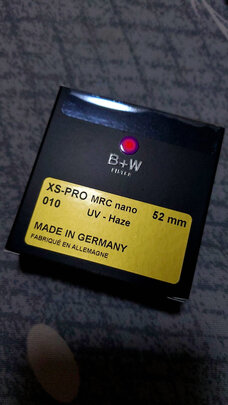 B+W
FILTER
XS-PRO MRC nano 52 mm
010 UV - Haze
MADE IN GERMANY
FABRIQUÉ EN ALLEMAGNE